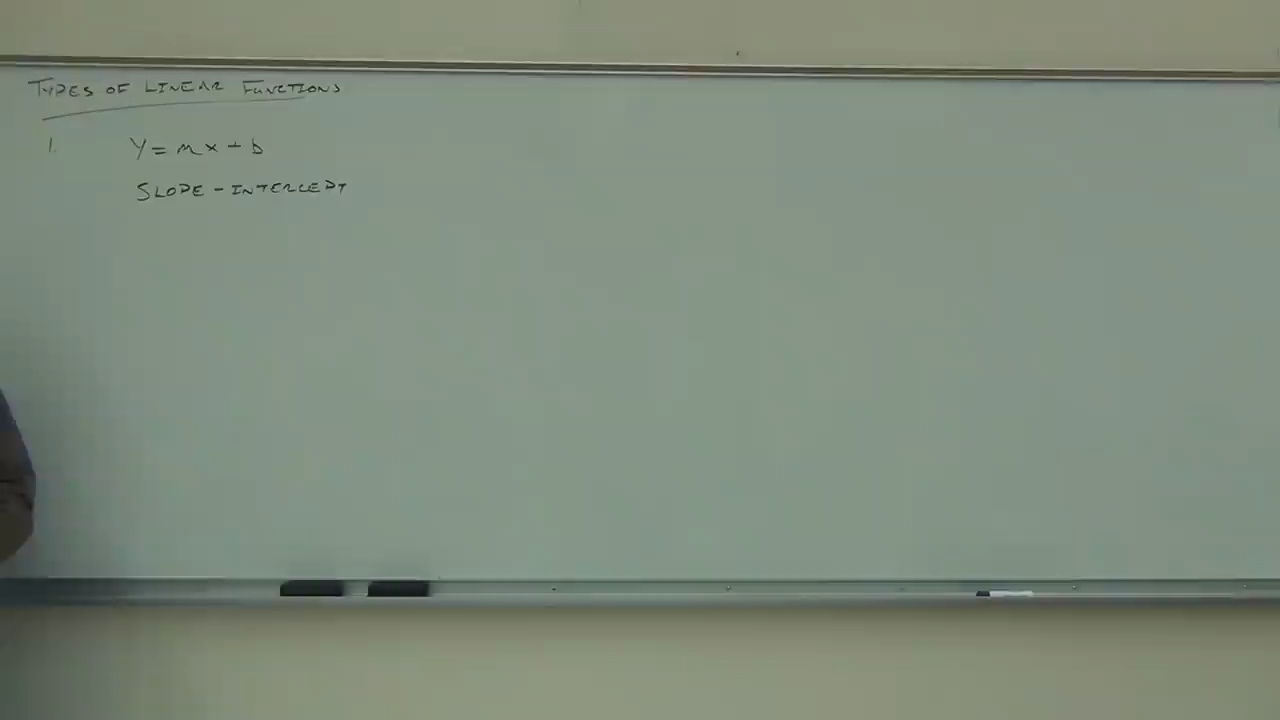 TYPES OF LINEAR FUNCTIONS
1. Y = mx + b
SLOPE - INTERCEPT